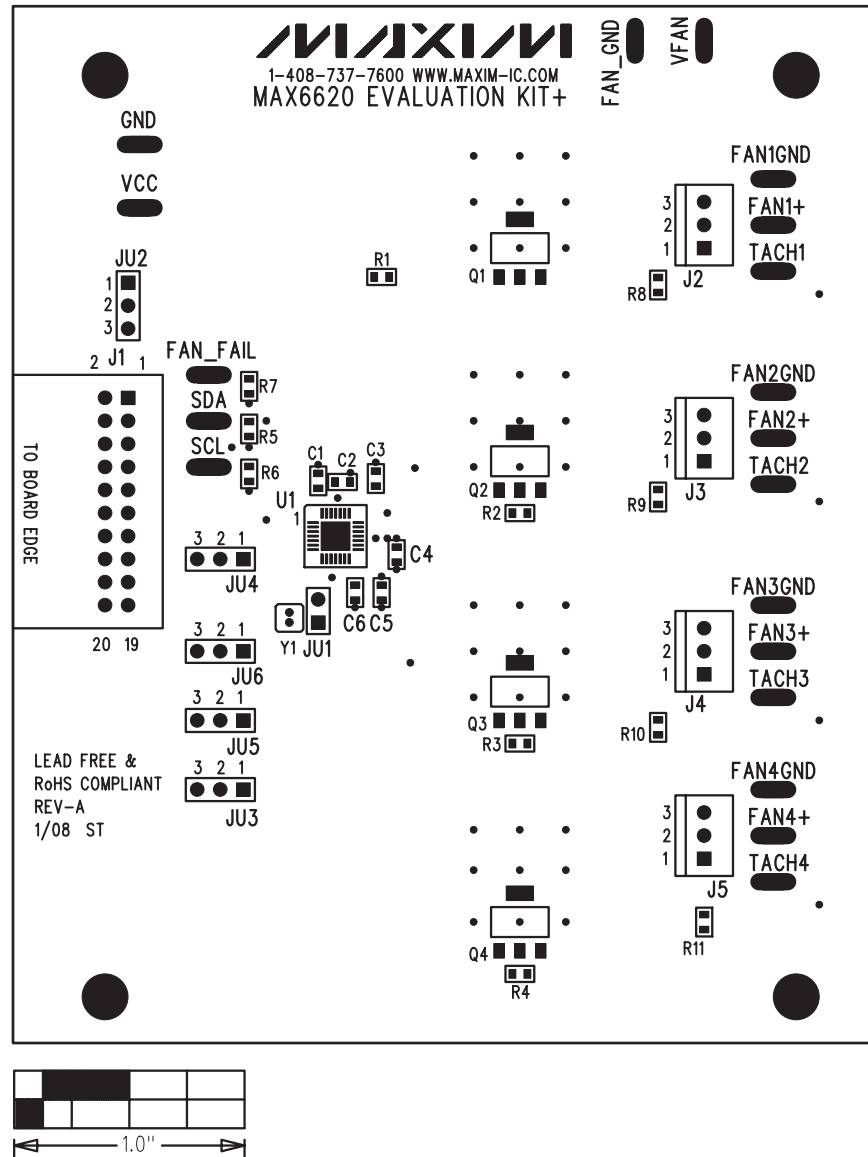 MAXIM
1-408-737-7600 WWW.MAXIM-IC.COM
MAX6620 EVALUATION KIT+
FAN_GND
VFAN
GND
VCC
JU2
1
2
3
2 J1 1
TO BOARD EDGE
20 19
FAN_FAIL
SDA
SCL
R7
R5
R6
R1
C1
C2
C3
U1
1
C4
C6 C5
Y1
JU1
3 2 1
JU4
3 2 1
JU6
3 2 1
JU5
3 2 1
JU3
LEAD FREE &
RoHS COMPLIANT
REV-A
1/08 ST
Q1
Q2
R2
Q3
R3
Q4
R4
FAN1GND
3
FAN1+
2
1
TACH1
J2
R8
FAN2GND
3
FAN2+
2
1
TACH2
J3
R9
FAN3GND
3
FAN3+
2
1
TACH3
J4
R10
FAN4GND
3
FAN4+
2
1
TACH4
J5
R11
1.0"